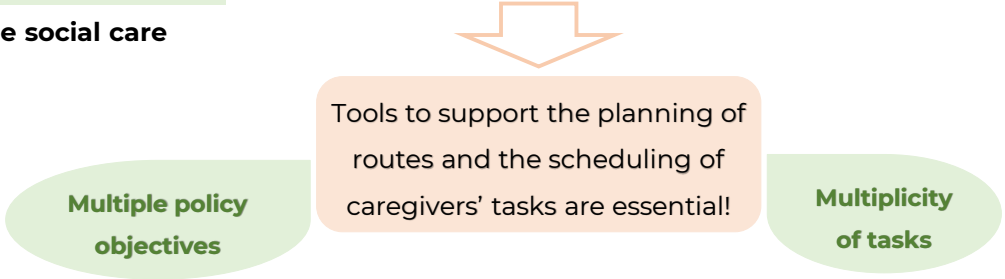 e social care
Tools to support the planning of
routes and the scheduling of
caregivers’ tasks are essential!
Multiple policy
objectives
Multiplicity
of tasks